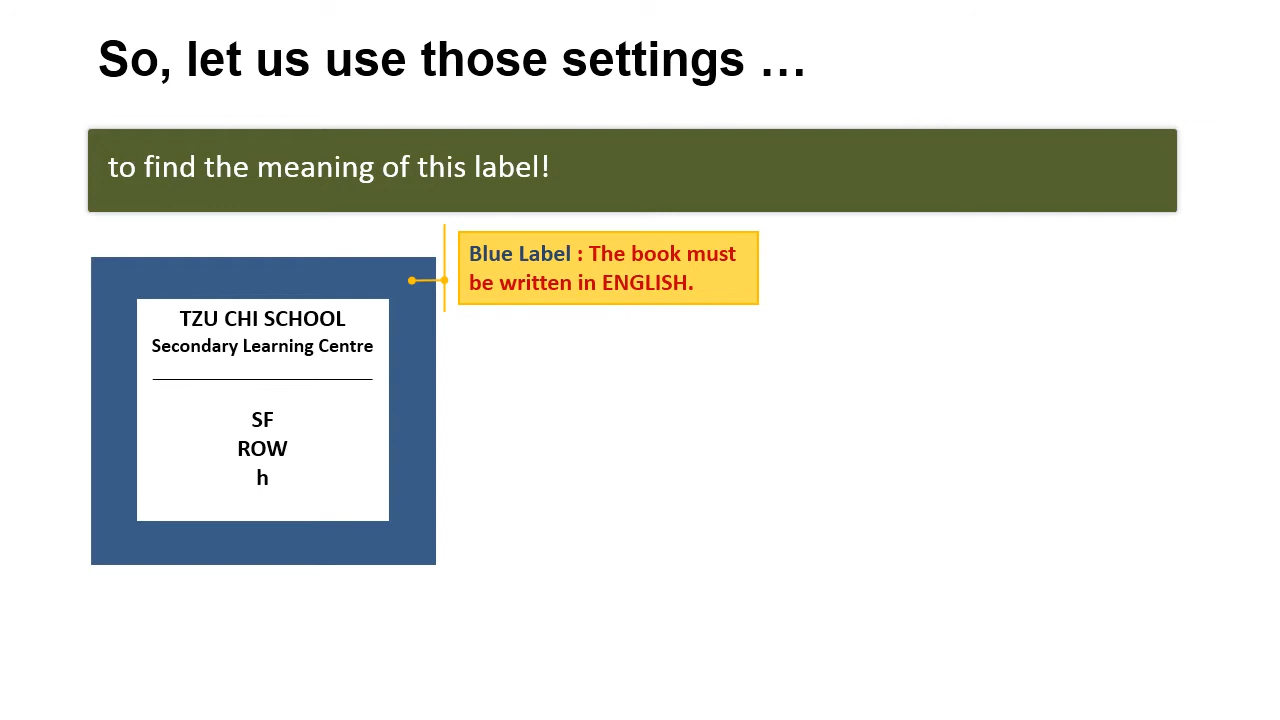 So, let us use those settings …
to find the meaning of this label!
Blue Label : The book must
be written in ENGLISH.
TZU CHI SCHOOL
Secondary Learning Centre
SF
ROW
h